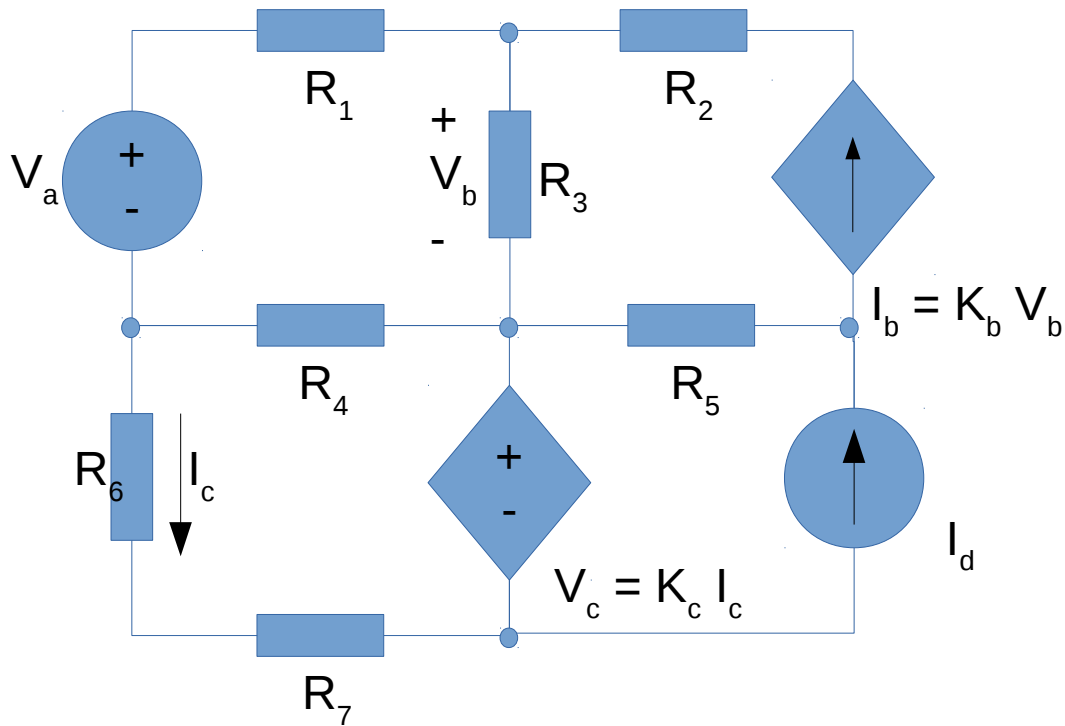 R1
R2
+
Va
+
-
+
Vb
-
R3
Ib = Kb Vb
R4
R5
R6
Ic
+
-
Id
Vc = Kc Ic
R7